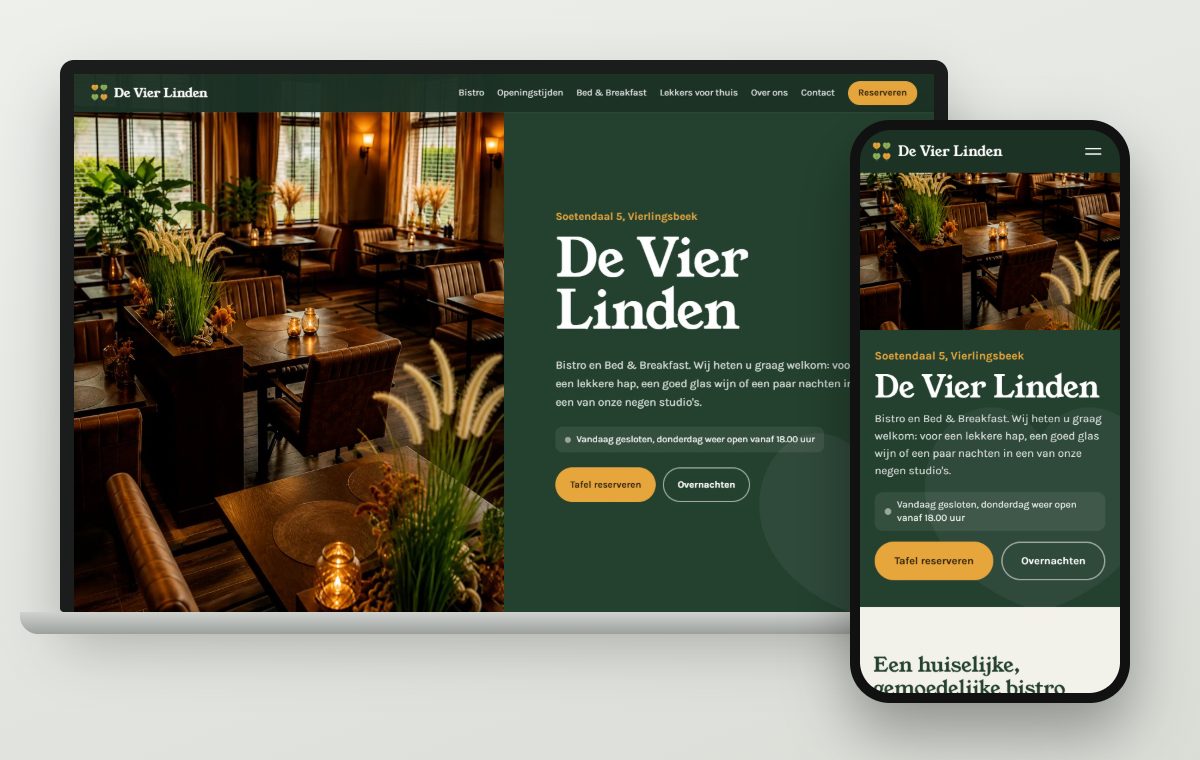 De Vier Linden
Bistro Openingstijden Bed & Breakfast Lekkers voor thuis Over ons Contact Reserveren
Soetendaal 5, Vierlingsbeek
De Vier
Linden
Bistro en Bed & Breakfast. Wij heten u graag welkom: voo
een lekkere hap, een goed glas wijn of een paar nachten in
een van onze negen studio's.
Vandaag gesloten, donderdag weer open vanaf 18.00 uur
Tafel reserveren Overnachten
De Vier Linden
Soetendaal 5, Vierlingsbeek
De Vier Linden
Bistro en Bed & Breakfast. Wij heten u graag
welkom: voor een lekkere hap, een goed glas
wijn of een paar nachten in een van onze
negen studio's.
Vandaag gesloten, donderdag weer open
vanaf 18.00 uur
Tafel reserveren Overnachten
Een huiselijke,
gemoedelijke bistro